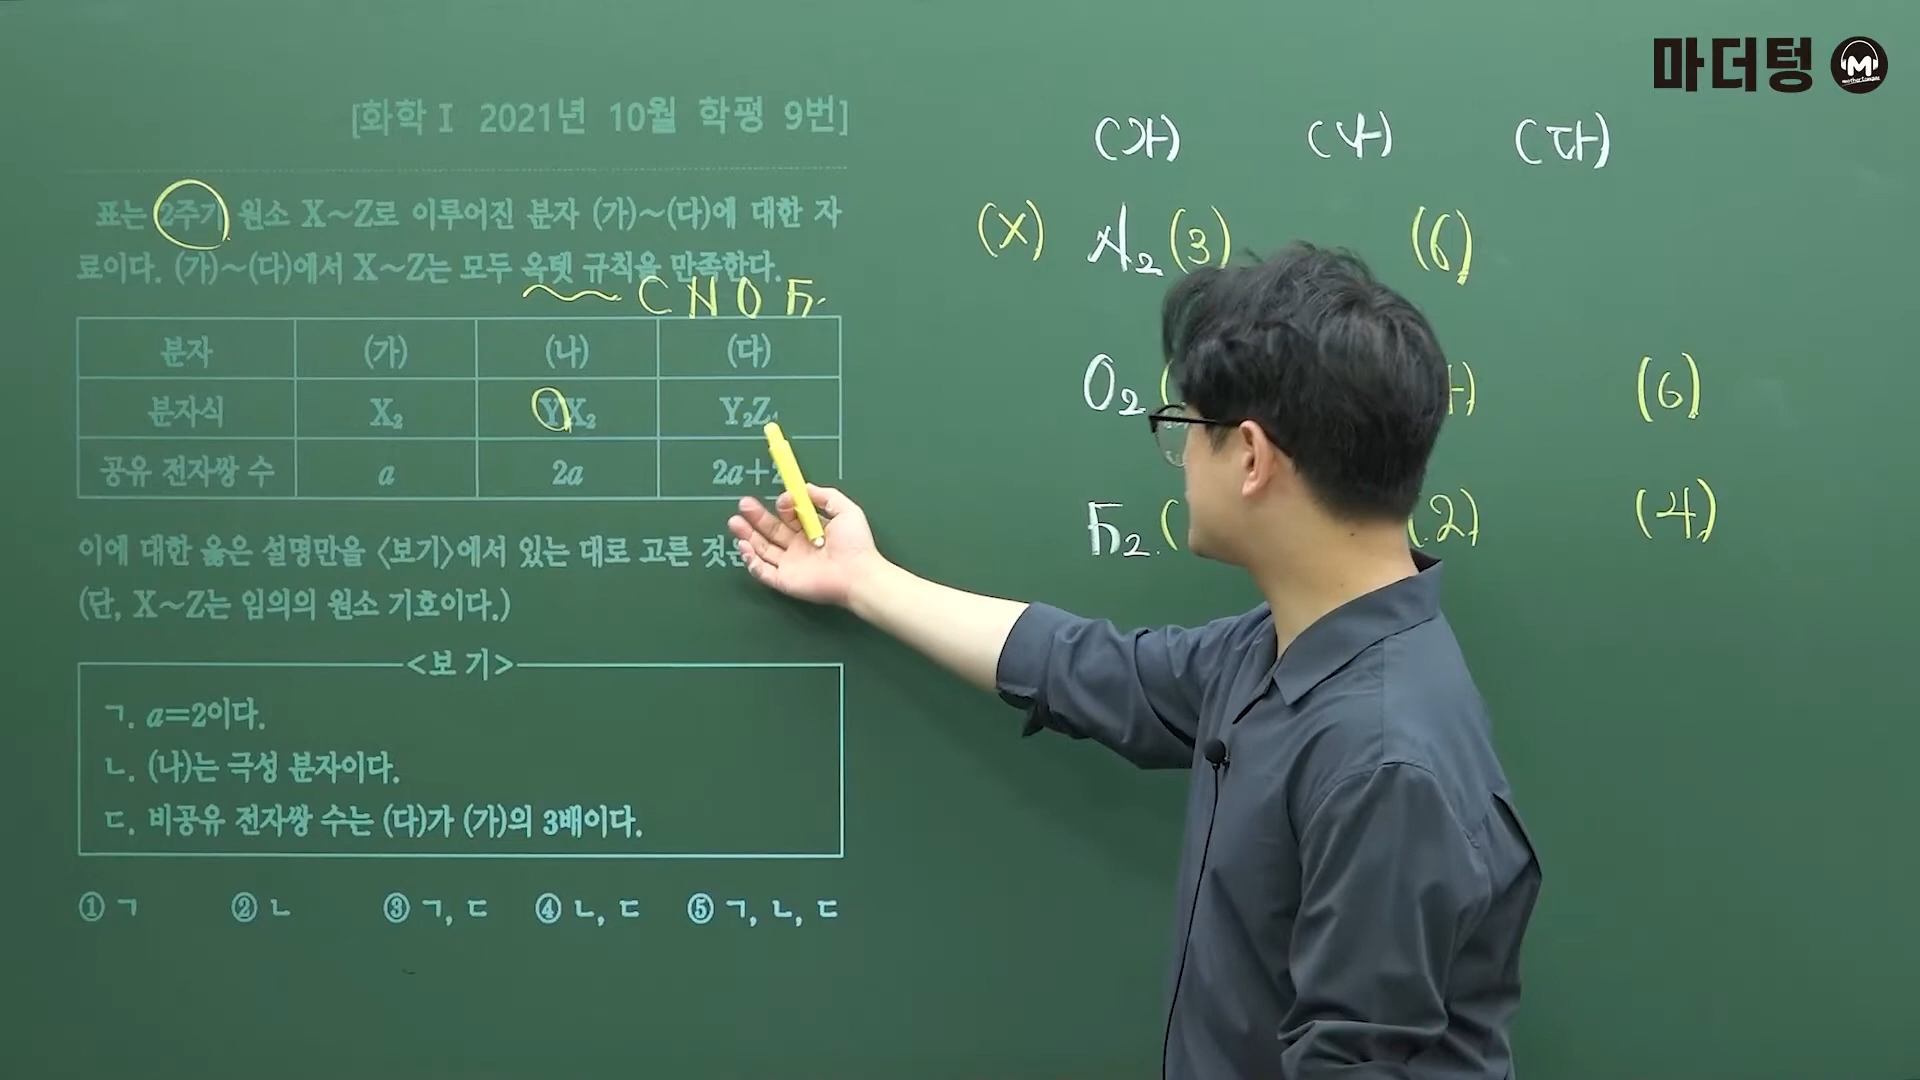 마더텅 M
[화학Ⅰ 2021년 10월 학평 9번]
표는 2주기 원소 X~Z로 이루어진 분자 (가)~(다)에 대한 자
료이다. (가)~(다)에서 X~Z는 모두 옥텟 규칙을 만족한다.
C N O F
분자 (가) (나) (다)
분자식 X₂ YX₂ Y₂Z₄
공유 전자쌍 수 a 2a 2a+2
이에 대한 옳은 설명만을 <보기>에서 있는 대로 고른 것은
(단, X~Z는 임의의 원소 기호이다.)
<보 기>
ㄱ. a=2이다.
ㄴ. (나)는 극성 분자이다.
ㄷ. 비공유 전자쌍 수는 (다)가 (가)의 3배이다.
① ㄱ ② ㄴ ③ ㄱ, ㄷ ④ ㄴ, ㄷ ⑤ ㄱ, ㄴ, ㄷ
(가) (나) (다)
(X) N₂ (3) (6)
O₂ ( (6)
F₂ ( (2) (4)